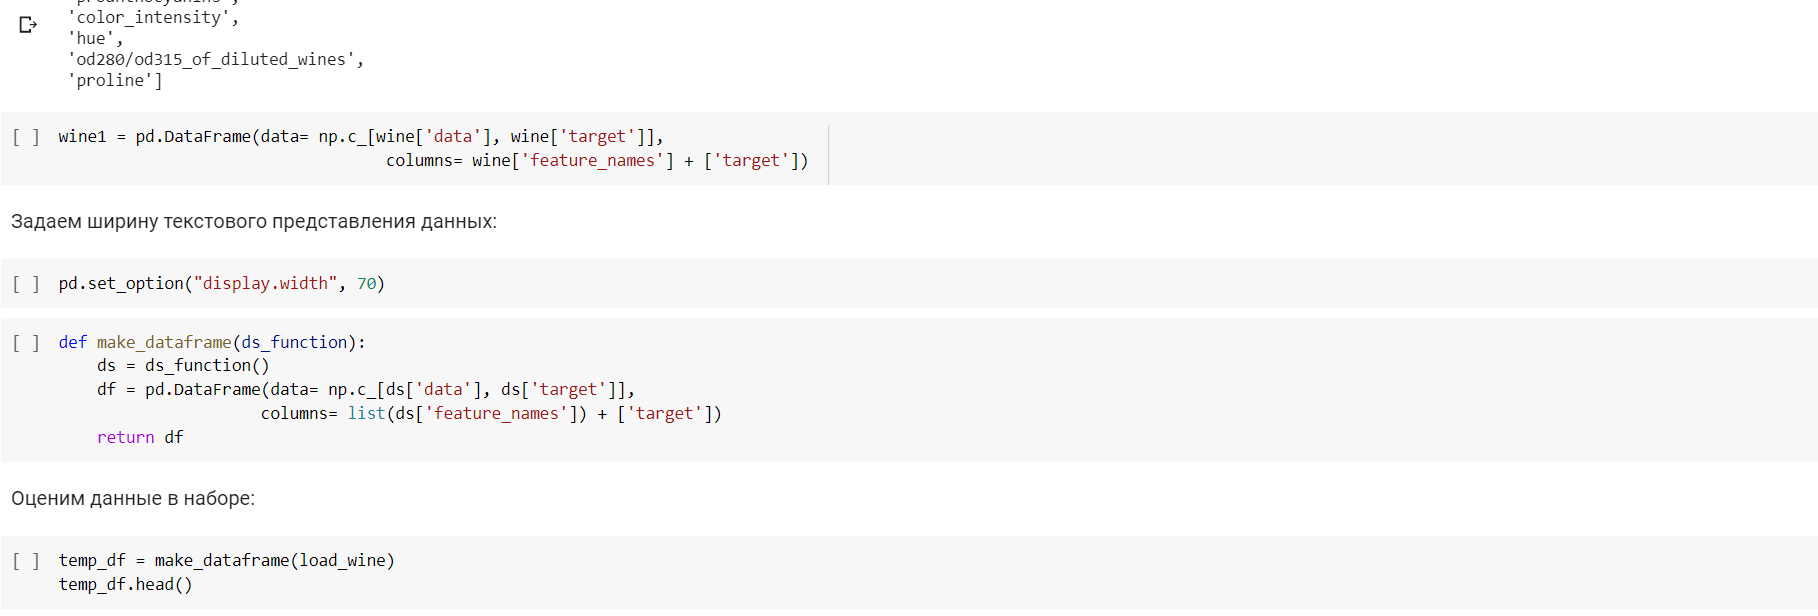 'color_intensity',
'hue',
'od280/od315_of_diluted_wines',
'proline']
[ ] wine1 = pd.DataFrame(data= np.c_[wine['data'], wine['target']],
columns= wine['feature_names'] + ['target'])
Задаем ширину текстового представления данных:
[ ] pd.set_option("display.width", 70)
[ ] def make_dataframe(ds_function):
ds = ds_function()
df = pd.DataFrame(data= np.c_[ds['data'], ds['target']],
columns= list(ds['feature_names']) + ['target'])
return df
Оценим данные в наборе:
[ ] temp_df = make_dataframe(load_wine)
temp_df.head()